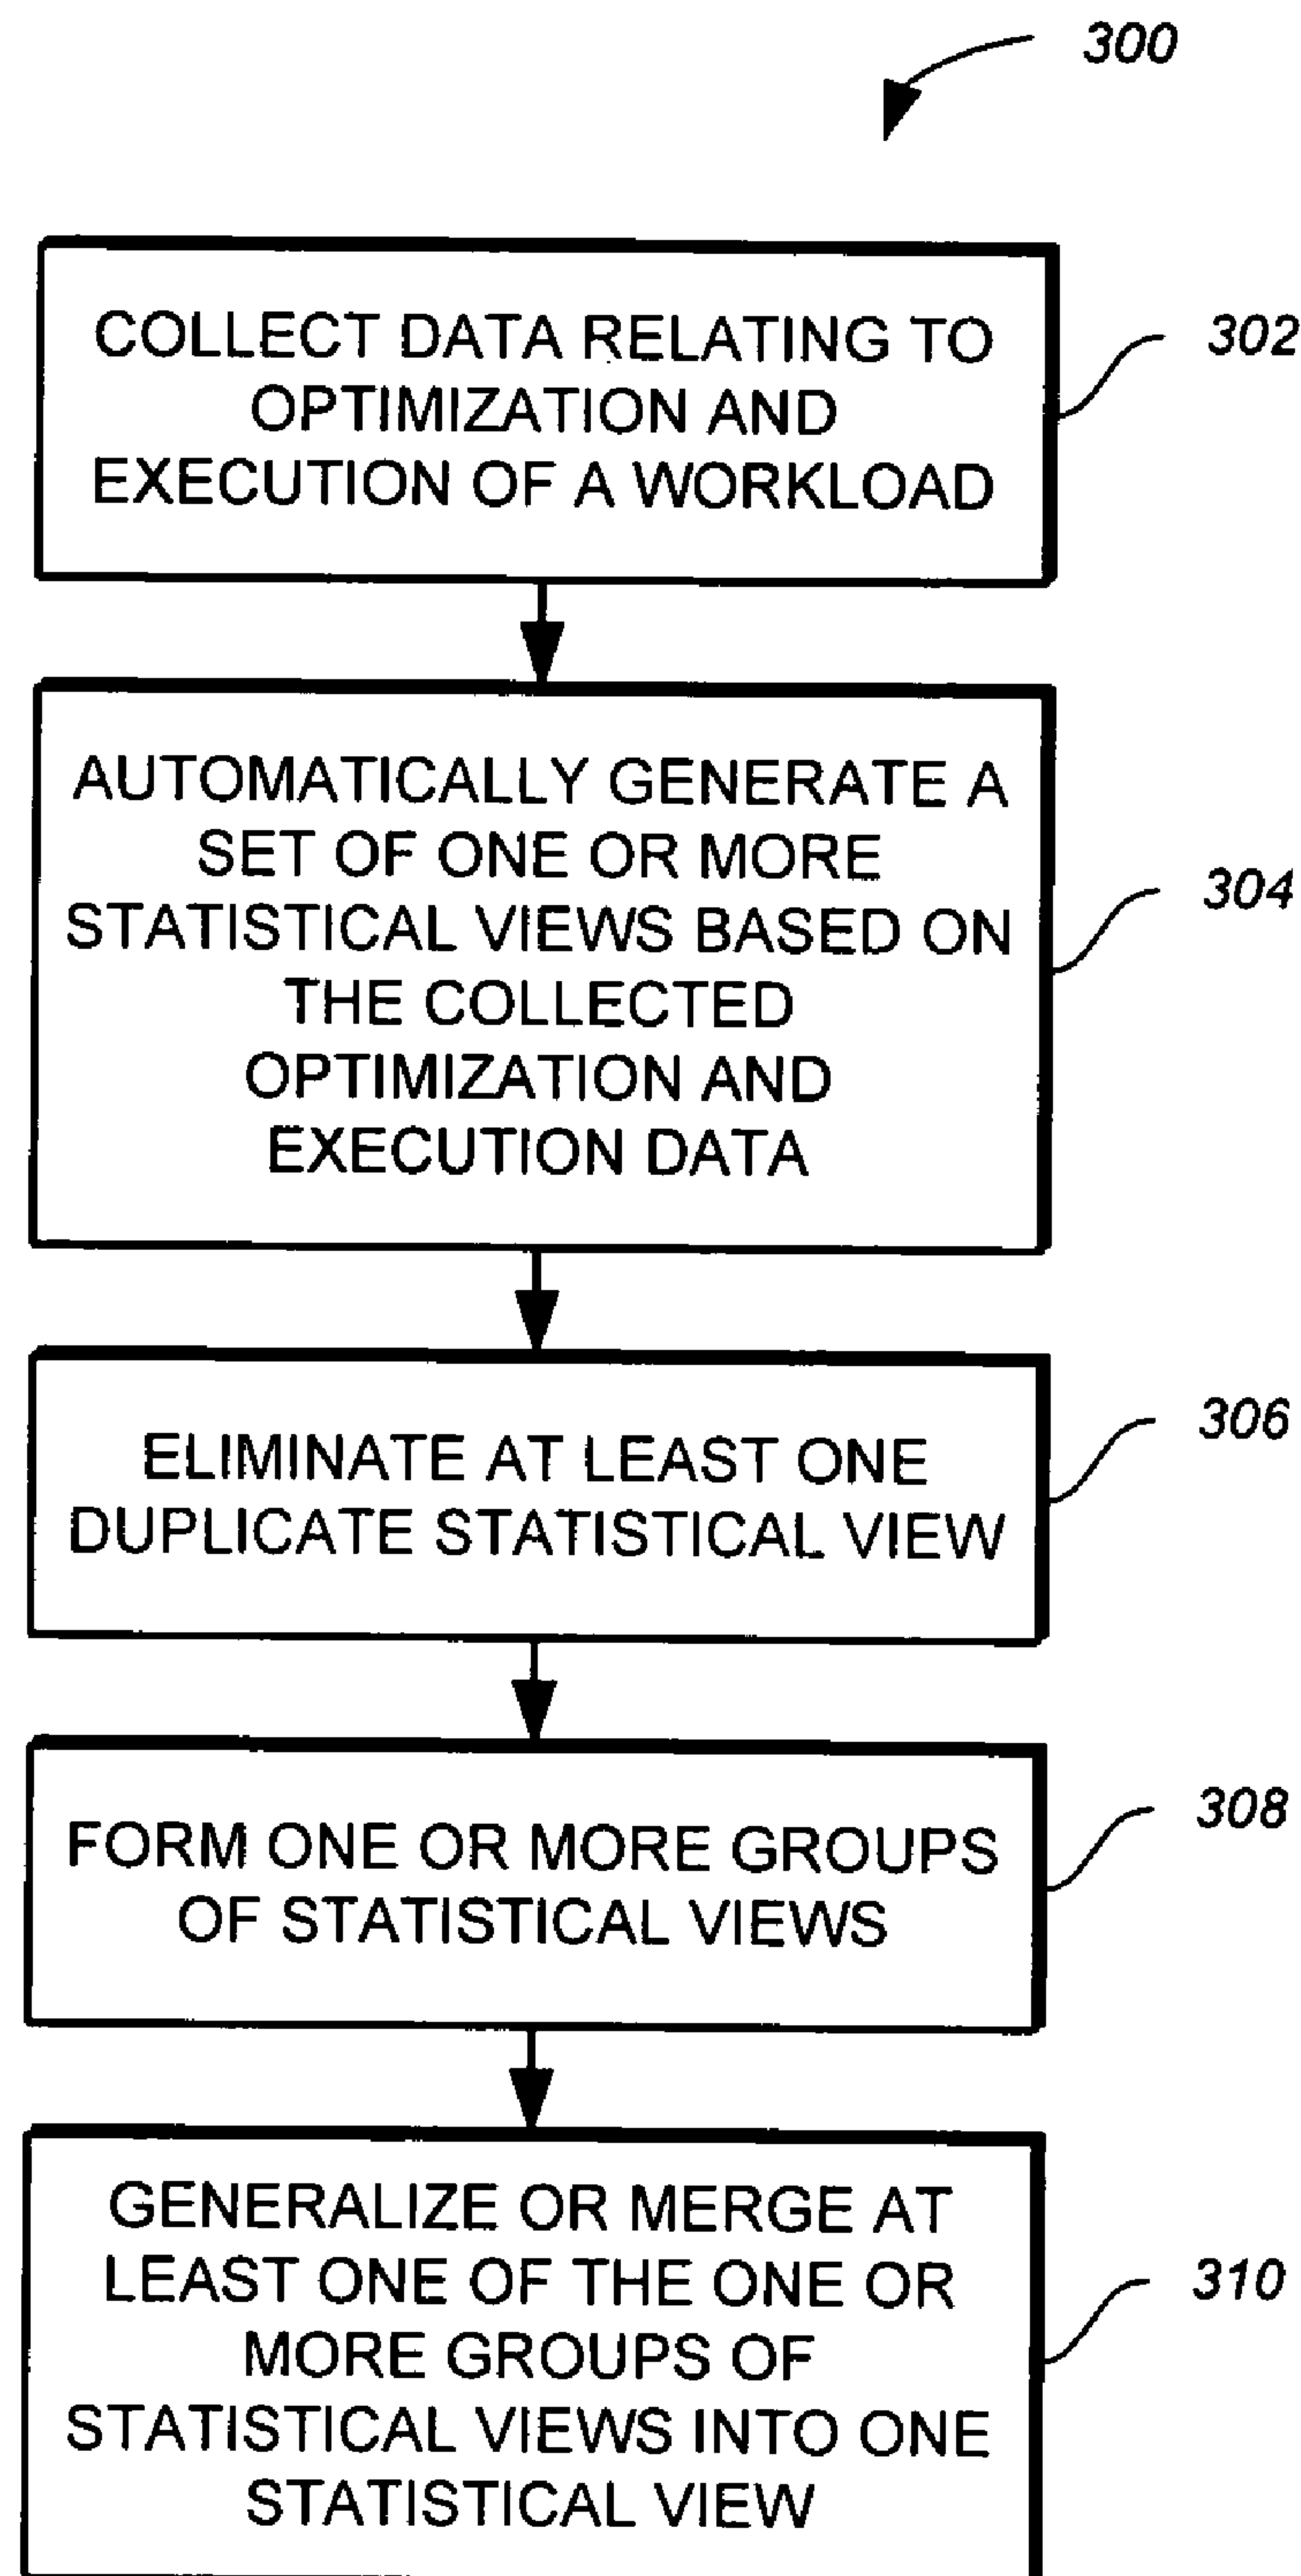 300
COLLECT DATA RELATING TO
OPTIMIZATION AND
EXECUTION OF A WORKLOAD
302
AUTOMATICALLY GENERATE A
SET OF ONE OR MORE
STATISTICAL VIEWS BASED ON
THE COLLECTED
OPTIMIZATION AND
EXECUTION DATA
304
ELIMINATE AT LEAST ONE
DUPLICATE STATISTICAL VIEW
306
FORM ONE OR MORE GROUPS
OF STATISTICAL VIEWS
308
GENERALIZE OR MERGE AT
LEAST ONE OF THE ONE OR
MORE GROUPS OF
STATISTICAL VIEWS INTO ONE
STATISTICAL VIEW
310